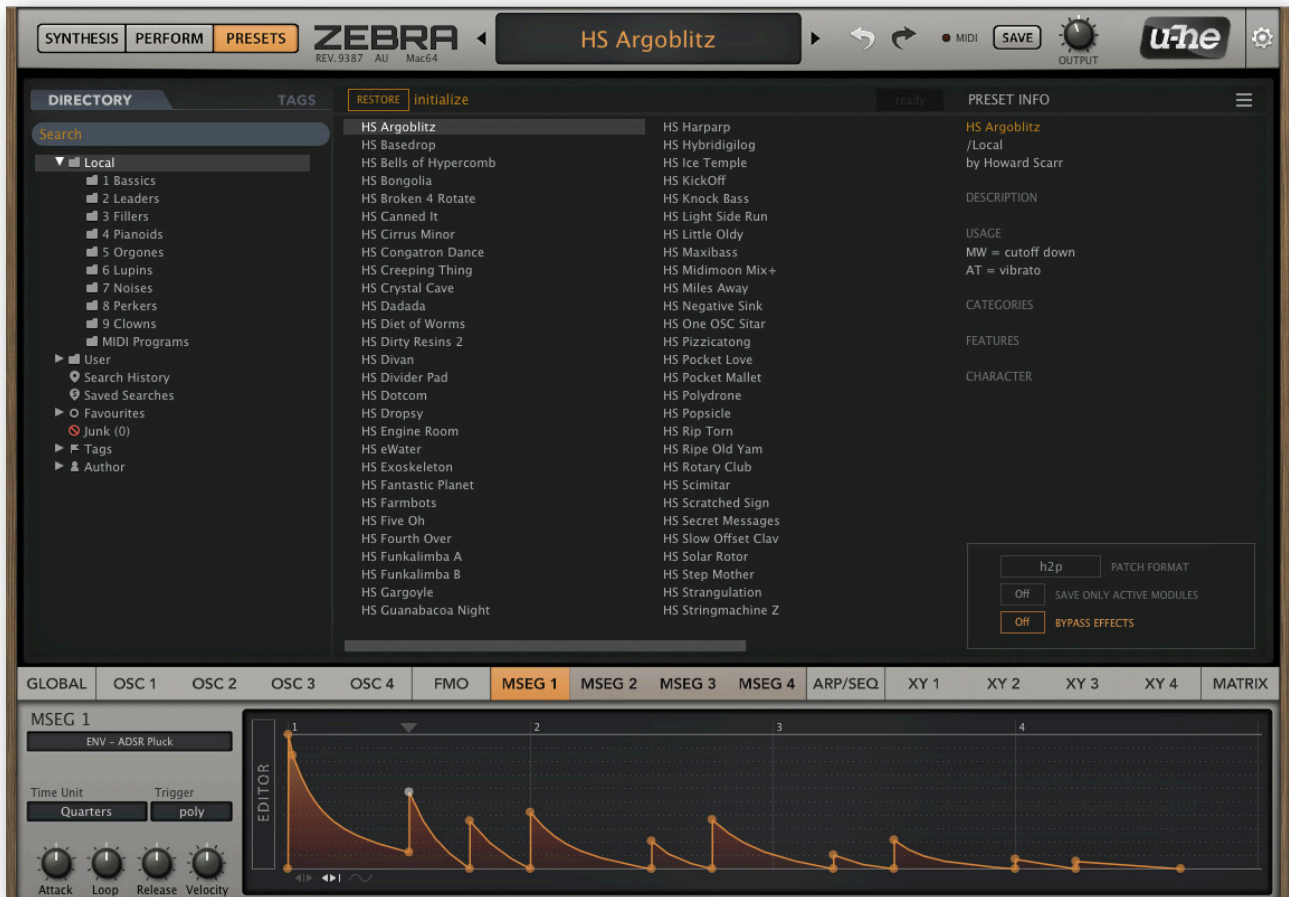 SYNTHESIS PERFORM PRESETS ZEBRA HS Argoblitz MIDI SAVE OUTPUT u-he
REV.9387 AU Mac64
DIRECTORY TAGS
RESTORE initialize ready
PRESET INFO
Search
Local
1 Bassics
2 Leaders
3 Fillers
4 Pianoids
5 Orgones
6 Lupins
7 Noises
8 Perkers
9 Clowns
MIDI Programs
User
Search History
Saved Searches
Favourites
Junk (0)
Tags
Author
HS Argoblitz
HS Basedrop
HS Bells of Hypercomb
HS Bongolia
HS Broken 4 Rotate
HS Canned It
HS Cirrus Minor
HS Congatron Dance
HS Creeping Thing
HS Crystal Cave
HS Dadada
HS Diet of Worms
HS Dirty Resins 2
HS Divan
HS Divider Pad
HS Dotcom
HS Dropsy
HS Engine Room
HS eWater
HS Exoskeleton
HS Fantastic Planet
HS Farmbots
HS Five Oh
HS Fourth Over
HS Funkalimba A
HS Funkalimba B
HS Gargoyle
HS Guanabacoa Night
HS Harparp
HS Hybridigilog
HS Ice Temple
HS KickOff
HS Knock Bass
HS Light Side Run
HS Little Oldy
HS Maxibass
HS Midimoon Mix+
HS Miles Away
HS Negative Sink
HS One OSC Sitar
HS Pizzicatong
HS Pocket Love
HS Pocket Mallet
HS Polydrone
HS Popsicle
HS Rip Torn
HS Ripe Old Yam
HS Rotary Club
HS Scimitar
HS Scratched Sign
HS Secret Messages
HS Slow Offset Clav
HS Solar Rotor
HS Step Mother
HS Strangulation
HS Stringmachine Z
HS Argoblitz
/Local
by Howard Scarr
DESCRIPTION
USAGE
MW = cutoff down
AT = vibrato
CATEGORIES
FEATURES
CHARACTER
h2p PATCH FORMAT
Off SAVE ONLY ACTIVE MODULES
Off BYPASS EFFECTS
GLOBAL OSC 1 OSC 2 OSC 3 OSC 4 FMO MSEG 1 MSEG 2 MSEG 3 MSEG 4 ARP/SEQ XY 1 XY 2 XY 3 XY 4 MATRIX
MSEG 1
ENV - ADSR Pluck
Time Unit Trigger
Quarters poly
Attack Loop Release Velocity
EDITOR
1 2 3 4